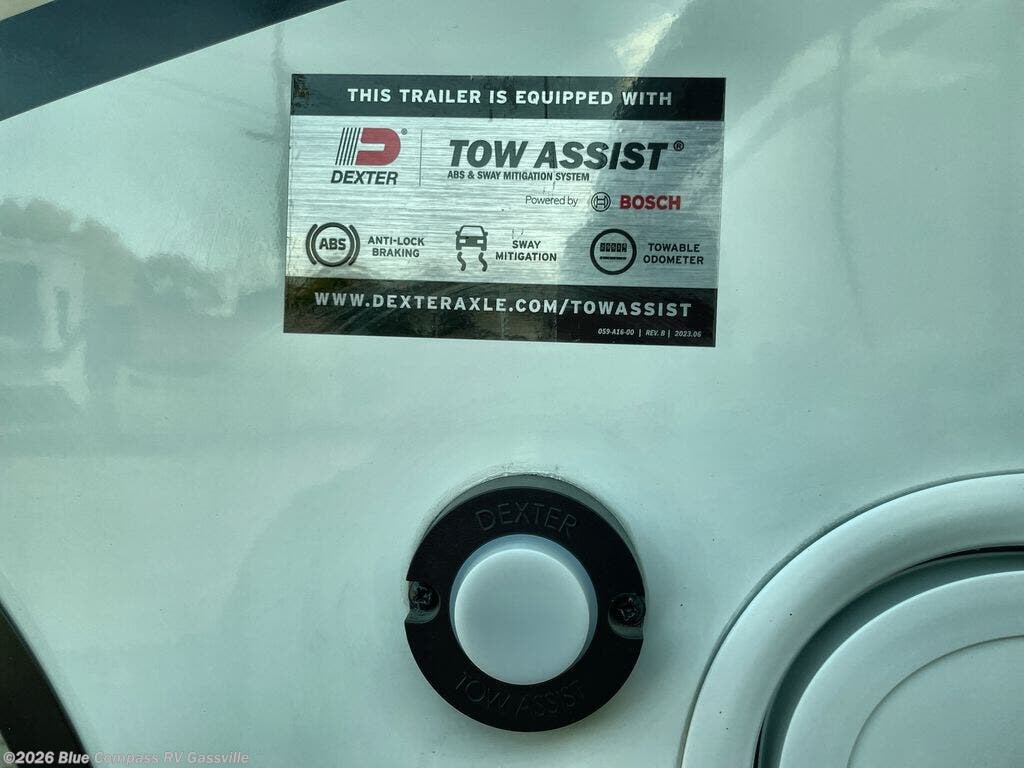 THIS TRAILER IS EQUIPPED WITH
DEXTER®
TOW ASSIST®
ABS & SWAY MITIGATION SYSTEM
Powered by BOSCH
ABS
ANTI-LOCK
BRAKING
SWAY
MITIGATION
TOWABLE
ODOMETER
WWW.DEXTERAXLE.COM/TOWASSIST
059-A16-00 | REV. B | 2023.06
DEXTER
TOW ASSIST
©2026 Blue Compass RV Gassville